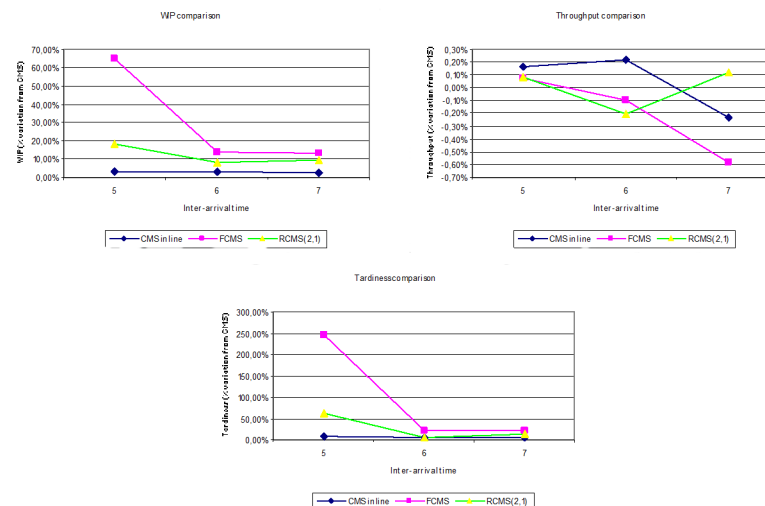 WIP comparison
WIP (% variation from CMS)
70,00%
60,00%
50,00%
40,00%
30,00%
20,00%
10,00%
0,00%
5 6 7
Inter-arrival time
CMS in line FCMS RCMS(2,1)
Throughput comparison
Throughput (% variation from CMS)
0,30%
0,20%
0,10%
0,00%
-0,10%
-0,20%
-0,30%
-0,40%
-0,50%
-0,60%
-0,70%
5 6 7
Inter-arrival time
CMS in line FCMS RCMS(2,1)
Tardiness comparison
Tardiness (% variation from CMS)
300,00%
250,00%
200,00%
150,00%
100,00%
50,00%
0,00%
5 6 7
Inter-arrival time
CMS in line FCMS RCMS(2,1)